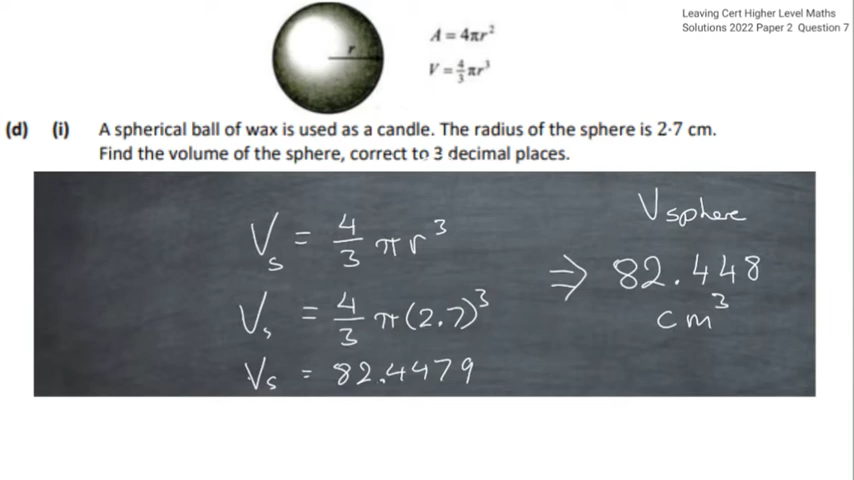 Leaving Cert Higher Level Maths
Solutions 2022 Paper 2 Question 7
r
A = 4πr²
V = 4/3 πr³
(d) (i) A spherical ball of wax is used as a candle. The radius of the sphere is 2·7 cm.
Find the volume of the sphere, correct to 3 decimal places.
Vs = 4/3 πr³
Vs = 4/3 π(2.7)³
Vs = 82.4479
Vsphere
⇒ 82.448
cm³